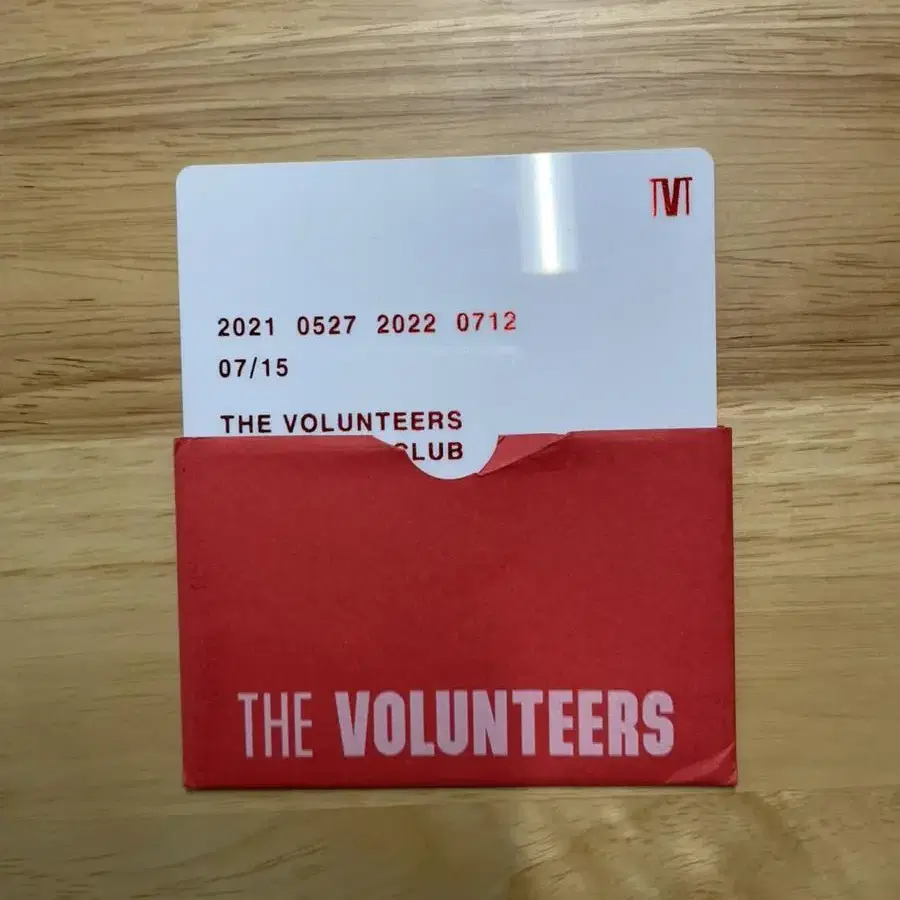 TVT
2021 0527 2022 0712
07/15
THE VOLUNTEERS
CLUB
THE VOLUNTEERS